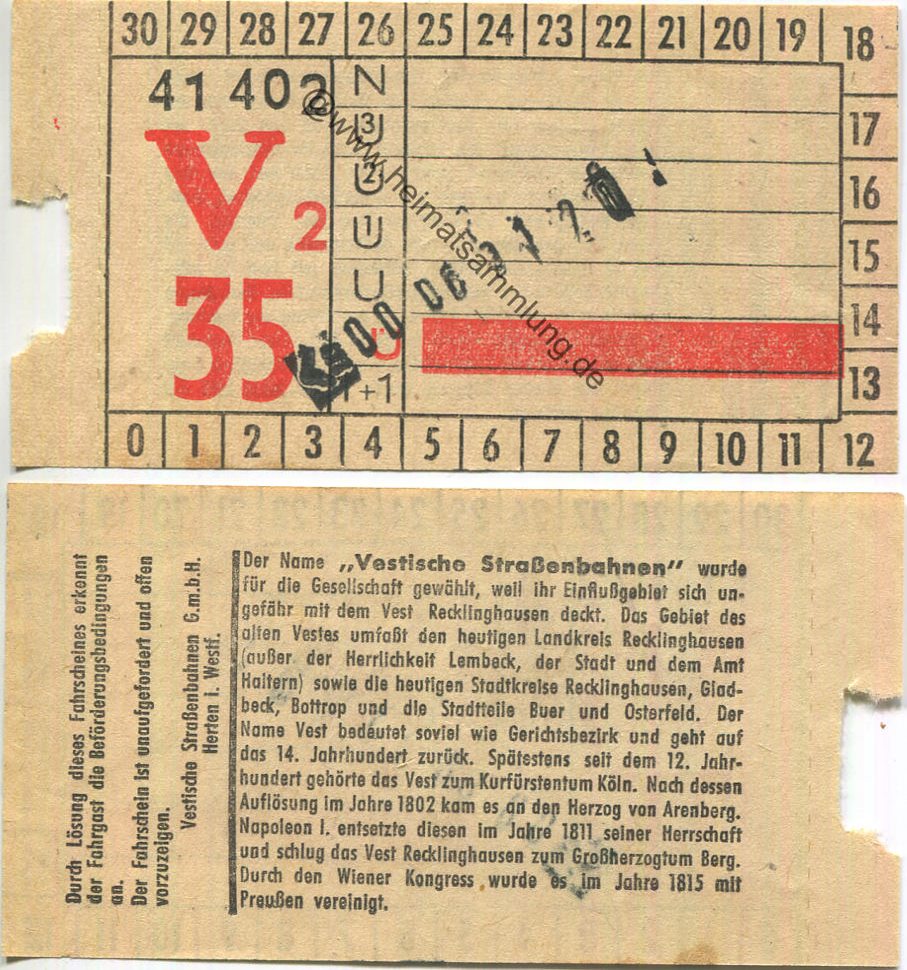 30 29 28 27 26 25 24 23 22 21 20 19 18
41 402
N
17
U3
V2
U2
16
U1
15
U
14
35
Ü
1+1
13
0 1 2 3 4 5 6 7 8 9 10 11 12
@www.heimatsammlung.de
Durch Lösung dieses Fahrscheines erkennt
der Fahrgast die Beförderungsbedingungen
an.
Der Fahrschein ist unaufgefordert und offen
vorzuzeigen.
Vestische Straßenbahnen G.m.b.H.
Herten i. Westf.
Der Name „Vestische Straßenbahnen" wurde
für die Gesellschaft gewählt, weil ihr Einflußgebiet sich un-
gefähr mit dem Vest Recklinghausen deckt. Das Gebiet des
alten Vestes umfaßt den heutigen Landkreis Recklinghausen
(außer der Herrlichkeit Lembeck, der Stadt und dem Amt
Haltern) sowie die heutigen Stadtkreise Recklinghausen, Glad-
beck, Bottrop und die Stadtteile Buer und Osterfeld. Der
Name Vest bedeutet soviel wie Gerichtsbezirk und geht auf
das 14. Jahrhundert zurück. Spätestens seit dem 12. Jahr-
hundert gehörte das Vest zum Kurfürstentum Köln. Nach dessen
Auflösung im Jahre 1802 kam es an den Herzog von Arenberg.
Napoleon I. entsetzte diesen im Jahre 1811 seiner Herrschaft
und schlug das Vest Recklinghausen zum Großherzogtum Berg.
Durch den Wiener Kongress wurde es im Jahre 1815 mit
Preußen vereinigt.